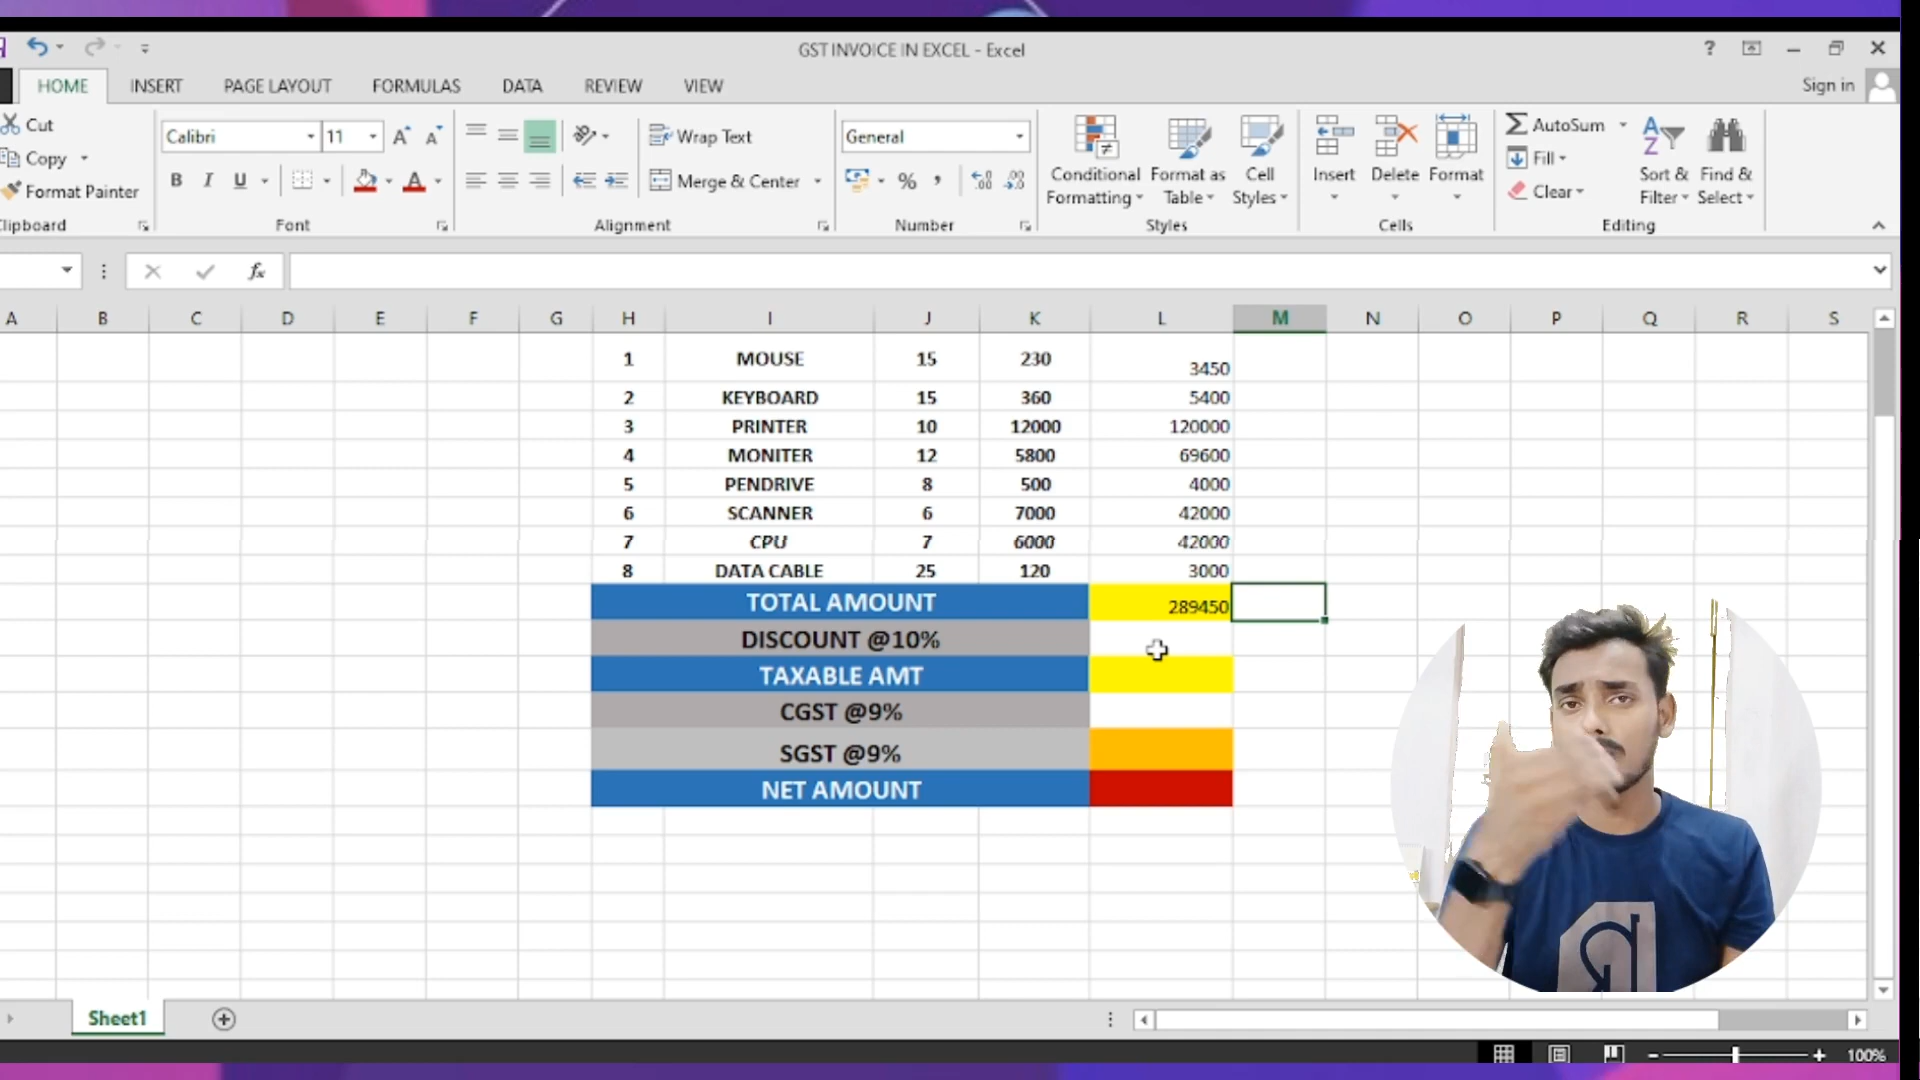 GST INVOICE IN EXCEL - Excel
?
HOME INSERT PAGE LAYOUT FORMULAS DATA REVIEW VIEW
Sign in
Cut
Copy
Format Painter
Clipboard
Calibri 11
B I U
Font
Wrap Text
Merge & Center
Alignment
General
%
Number
Conditional Formatting
Format as Table
Cell Styles
Styles
Insert
Delete
Format
Cells
AutoSum
Fill
Clear
Sort & Filter
Find & Select
Editing
fx
A B C D E F G H I J K L M N O P Q R S
1 MOUSE 15 230 3450
2 KEYBOARD 15 360 5400
3 PRINTER 10 12000 120000
4 MONITER 12 5800 69600
5 PENDRIVE 8 500 4000
6 SCANNER 6 7000 42000
7 CPU 7 6000 42000
8 DATA CABLE 25 120 3000
TOTAL AMOUNT 289450
DISCOUNT @10%
TAXABLE AMT
CGST @9%
SGST @9%
NET AMOUNT
Sheet1
100%